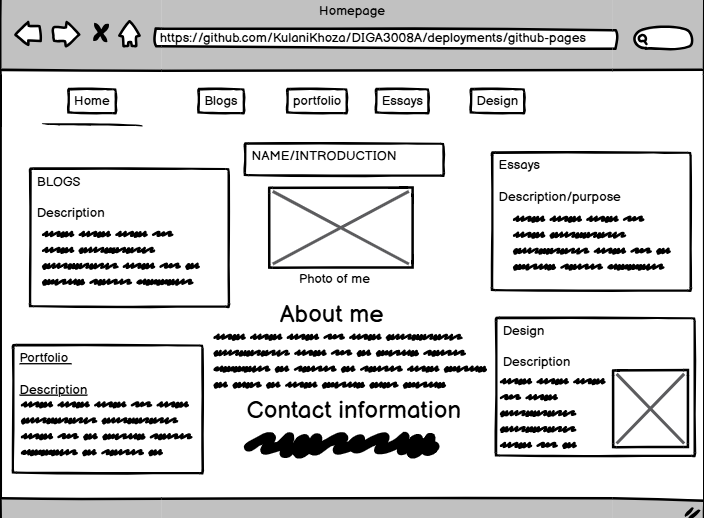 Homepage
https://github.com/KulaniKhoza/DIGA3008A/deployments/github-pages
Home
Blogs
portfolio
Essays
Design
NAME/INTRODUCTION
BLOGS
Description
Essays
Description/purpose
Photo of me
About me
Contact information
Portfolio
Description
Design
Description